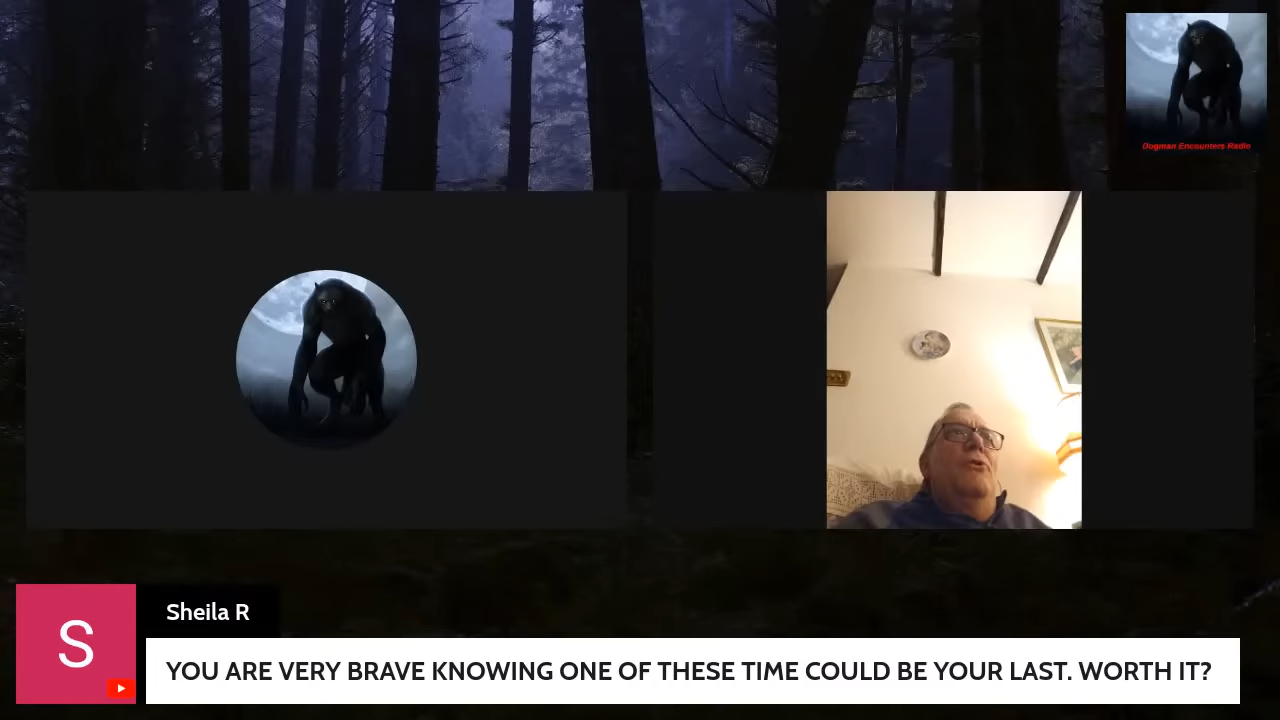 Dogman Encounters Radio
S
Sheila R
YOU ARE VERY BRAVE KNOWING ONE OF THESE TIME COULD BE YOUR LAST. WORTH IT?